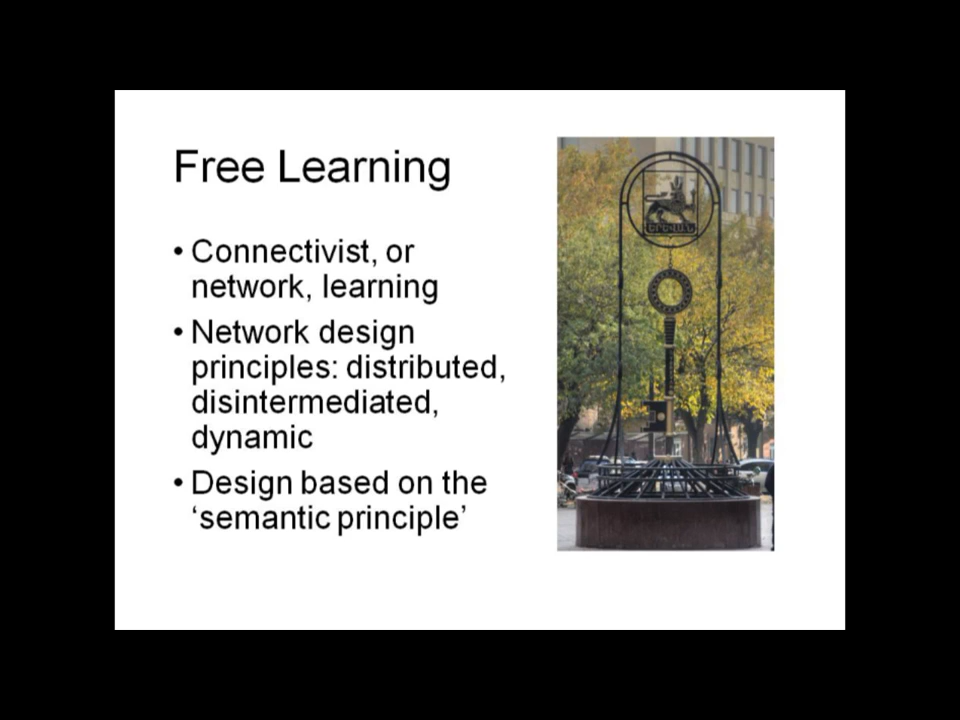 Free Learning
• Connectivist, or
network, learning
• Network design
principles: distributed,
disintermediated,
dynamic
• Design based on the
‘semantic principle’